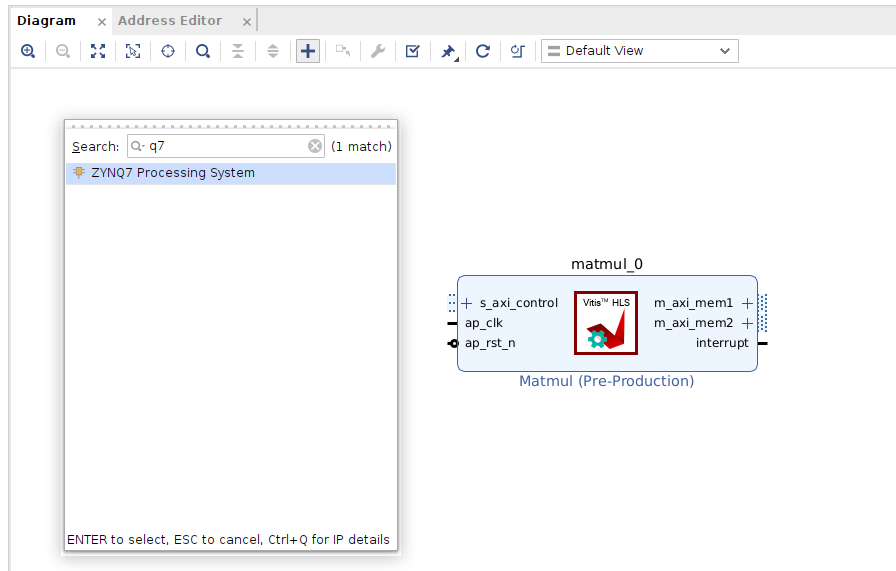 Diagram
Address Editor
Default View
Search: q7 (1 match)
ZYNQ7 Processing System
matmul_0
s_axi_control
Vitis™ HLS
m_axi_mem1
ap_clk
m_axi_mem2
ap_rst_n
interrupt
Matmul (Pre-Production)
ENTER to select, ESC to cancel, Ctrl+Q for IP details